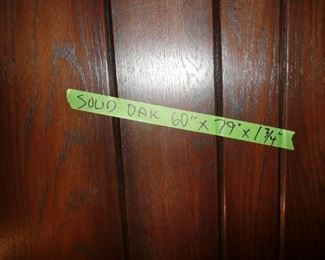 SOLID OAK 60" x 79" x 1 3/4"